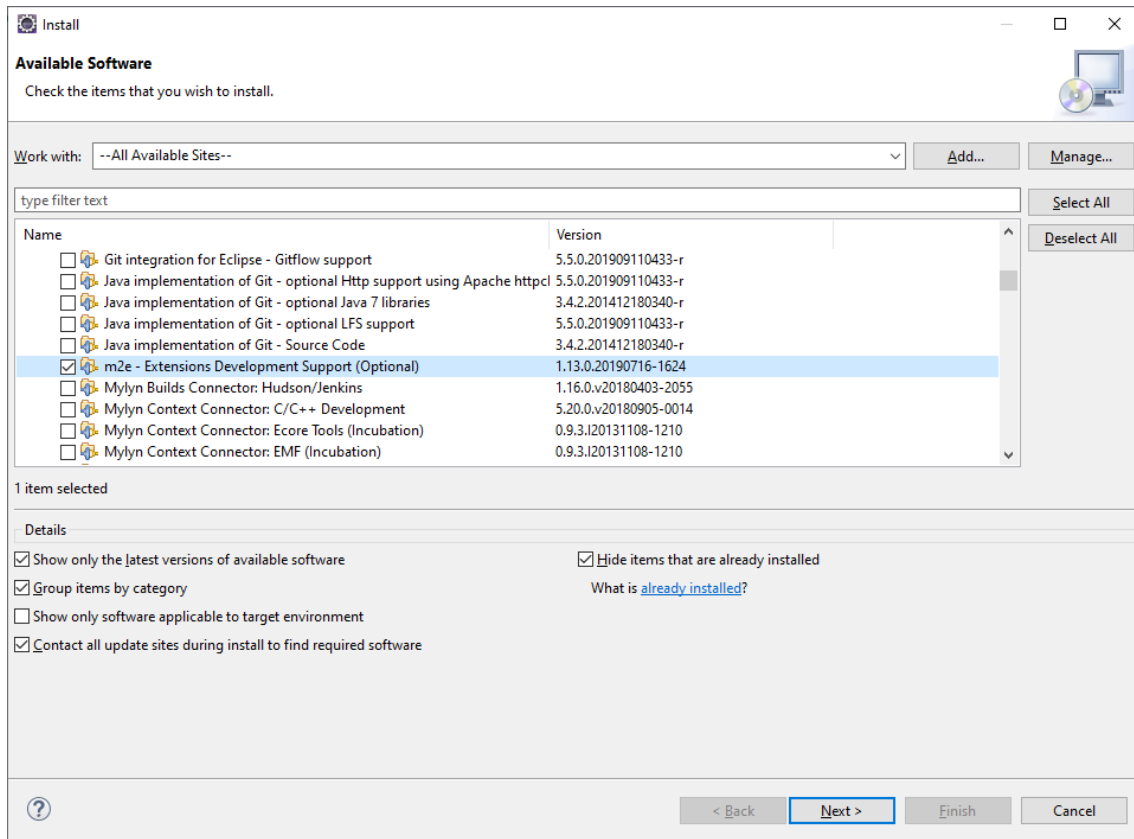 Install
Available Software
Check the items that you wish to install.
Work with: --All Available Sites-- Add... Manage...
type filter text
Select All
Name Version
Deselect All
Git integration for Eclipse - Gitflow support 5.5.0.201909110433-r
Java implementation of Git - optional Http support using Apache httpcl 5.5.0.201909110433-r
Java implementation of Git - optional Java 7 libraries 3.4.2.201412180340-r
Java implementation of Git - optional LFS support 5.5.0.201909110433-r
Java implementation of Git - Source Code 3.4.2.201412180340-r
m2e - Extensions Development Support (Optional) 1.13.0.20190716-1624
Mylyn Builds Connector: Hudson/Jenkins 1.16.0.v20180403-2055
Mylyn Context Connector: C/C++ Development 5.20.0.v20180905-0014
Mylyn Context Connector: Ecore Tools (Incubation) 0.9.3.I20131108-1210
Mylyn Context Connector: EMF (Incubation) 0.9.3.I20131108-1210
1 item selected
Details
Show only the latest versions of available software Hide items that are already installed
Group items by category What is already installed?
Show only software applicable to target environment
Contact all update sites during install to find required software
? < Back Next > Finish Cancel